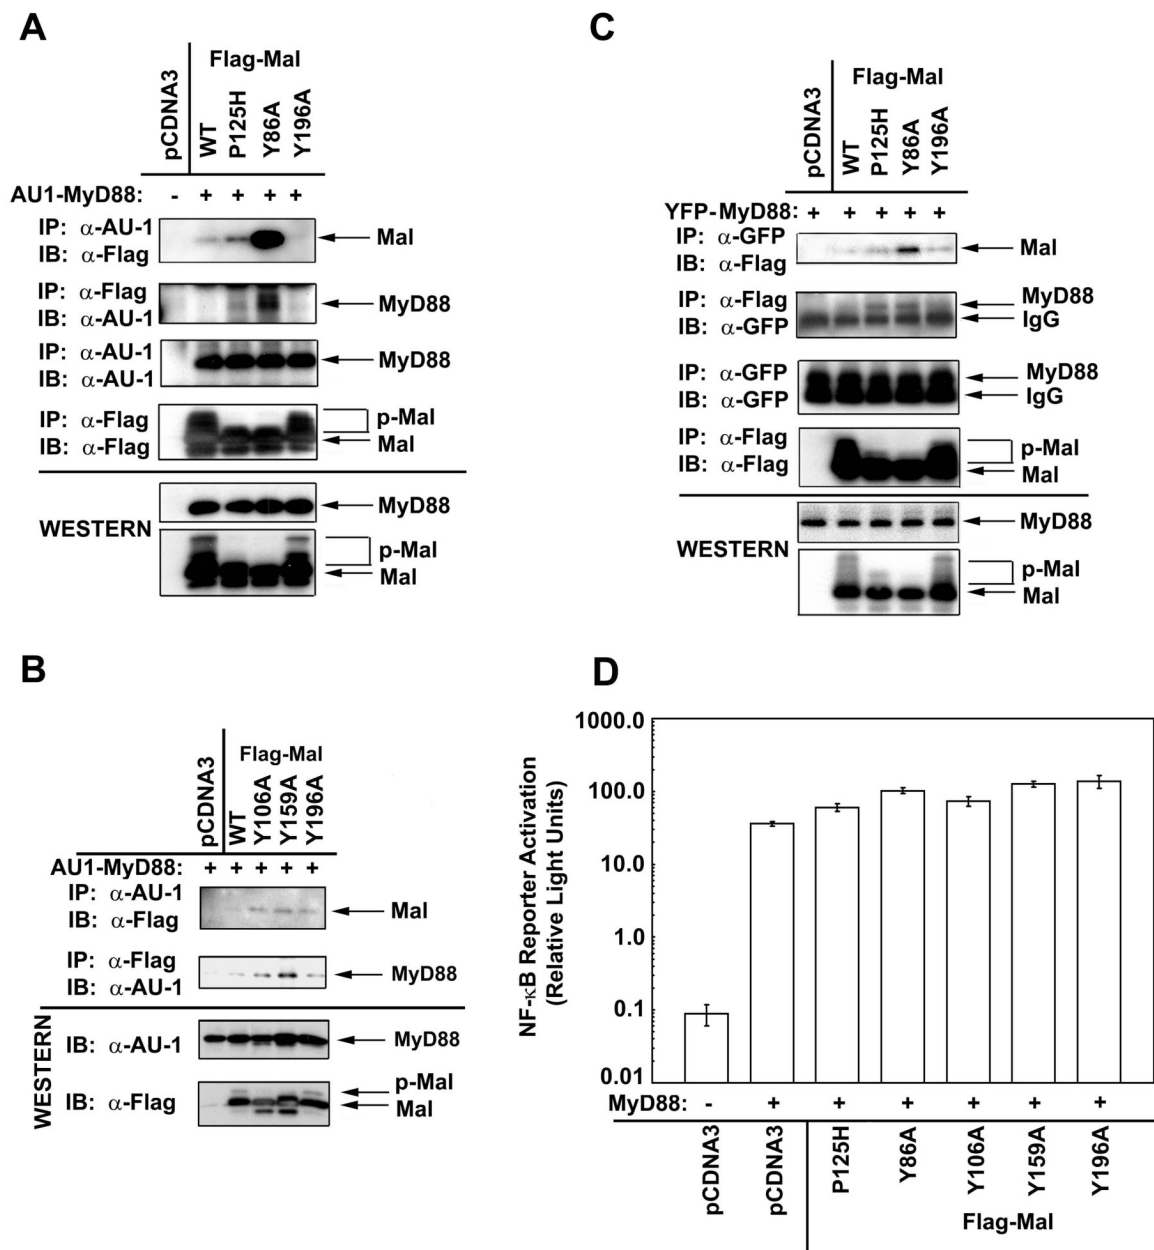 A
Flag-Mal
pCDNA3 WT P125H Y86A Y196A
AU1-MyD88: - + + + +
IP: α-AU-1
IB: α-Flag
Mal
IP: α-Flag
IB: α-AU-1
MyD88
IP: α-AU-1
IB: α-AU-1
MyD88
IP: α-Flag
IB: α-Flag
p-Mal
Mal
WESTERN
MyD88
p-Mal
Mal
B
Flag-Mal
pCDNA3 WT Y106A Y159A Y196A
AU1-MyD88: + + + + +
IP: α-AU-1
IB: α-Flag
Mal
IP: α-Flag
IB: α-AU-1
MyD88
WESTERN
IB: α-AU-1
MyD88
IB: α-Flag
p-Mal
Mal
C
Flag-Mal
pCDNA3 WT P125H Y86A Y196A
YFP-MyD88: + + + + +
IP: α-GFP
IB: α-Flag
Mal
IP: α-Flag
IB: α-GFP
MyD88
IgG
IP: α-GFP
IB: α-GFP
MyD88
IgG
IP: α-Flag
IB: α-Flag
p-Mal
Mal
WESTERN
MyD88
p-Mal
Mal
D
NF-κB Reporter Activation
(Relative Light Units)
1000.0
100.0
10.0
1.0
0.1
0.01
MyD88: - + + + + + +
pCDNA3 pCDNA3 P125H Y86A Y106A Y159A Y196A
Flag-Mal